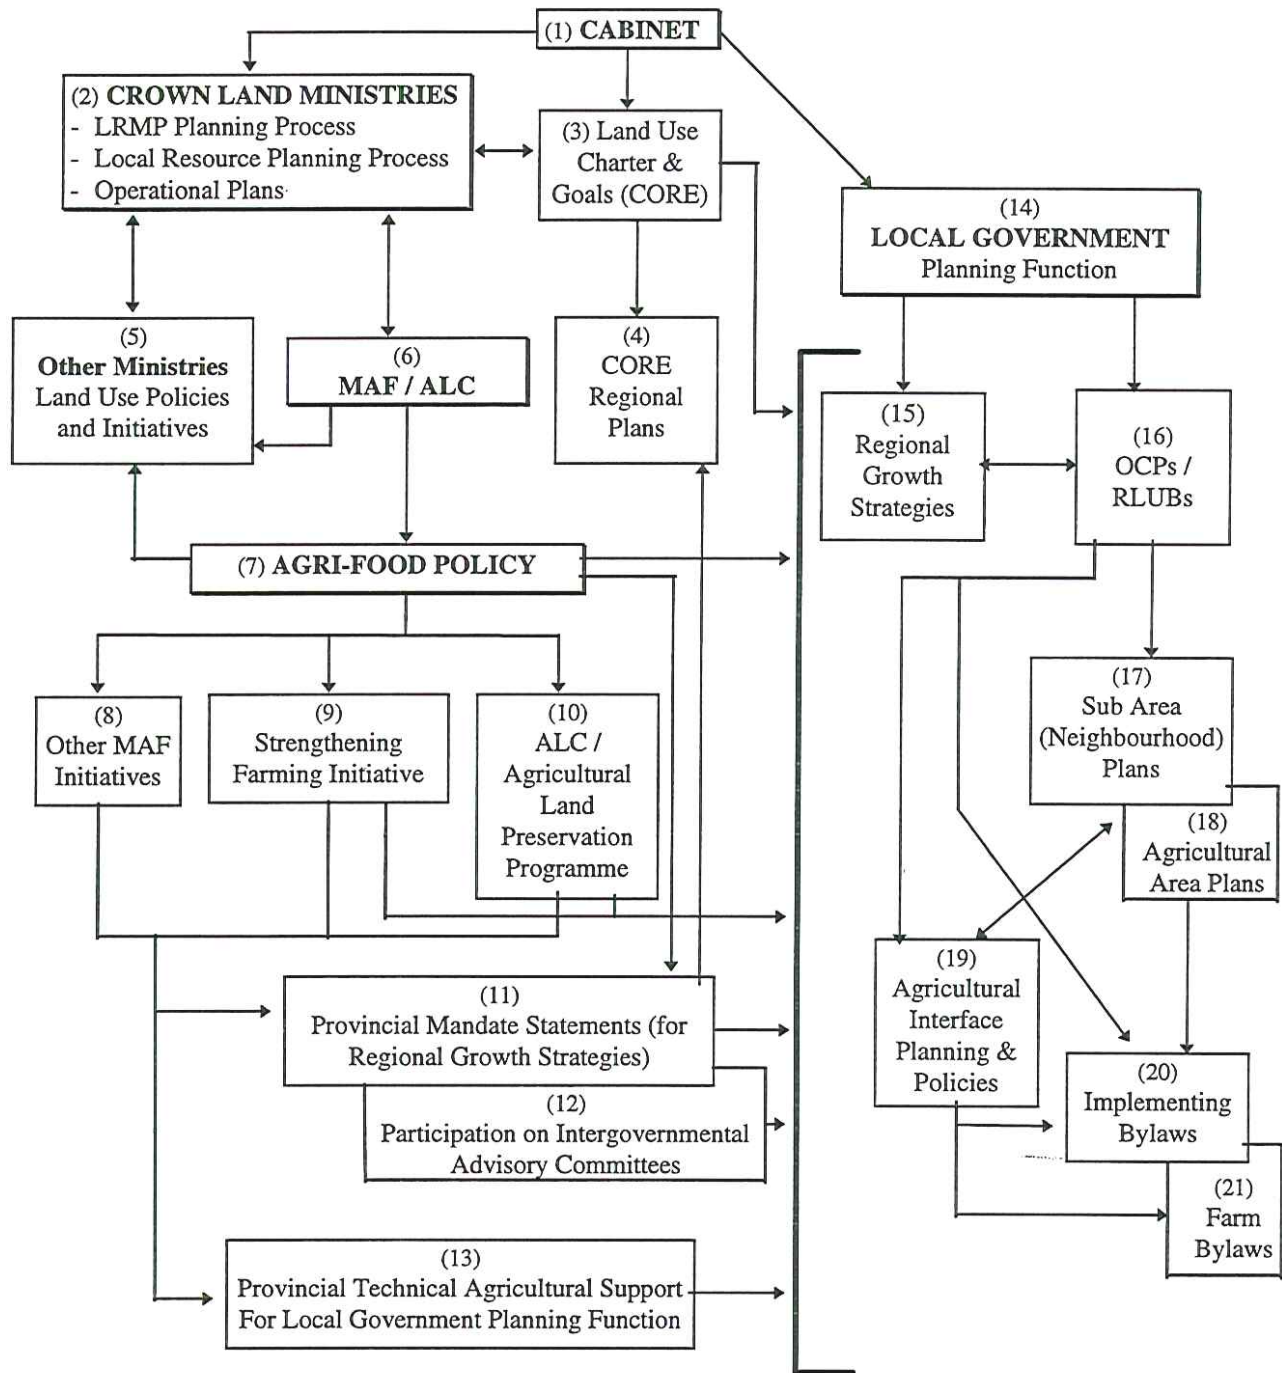 (1) CABINET
(2) CROWN LAND MINISTRIES
- LRMP Planning Process
- Local Resource Planning Process
- Operational Plans
(3) Land Use
Charter &
Goals (CORE)
(14)
LOCAL GOVERNMENT
Planning Function
(5)
Other Ministries
Land Use Policies
and Initiatives
(6)
MAF / ALC
(4)
CORE
Regional
Plans
(15)
Regional
Growth
Strategies
(16)
OCPs /
RLUBs
(7) AGRI-FOOD POLICY
(8)
Other MAF
Initiatives
(9)
Strengthening
Farming Initiative
(10)
ALC /
Agricultural
Land
Preservation
Programme
(17)
Sub Area
(Neighbourhood)
Plans
(18)
Agricultural
Area Plans
(11)
Provincial Mandate Statements (for
Regional Growth Strategies)
(12)
Participation on Intergovernmental
Advisory Committees
(19)
Agricultural
Interface
Planning &
Policies
(20)
Implementing
Bylaws
(21)
Farm
Bylaws
(13)
Provincial Technical Agricultural Support
For Local Government Planning Function